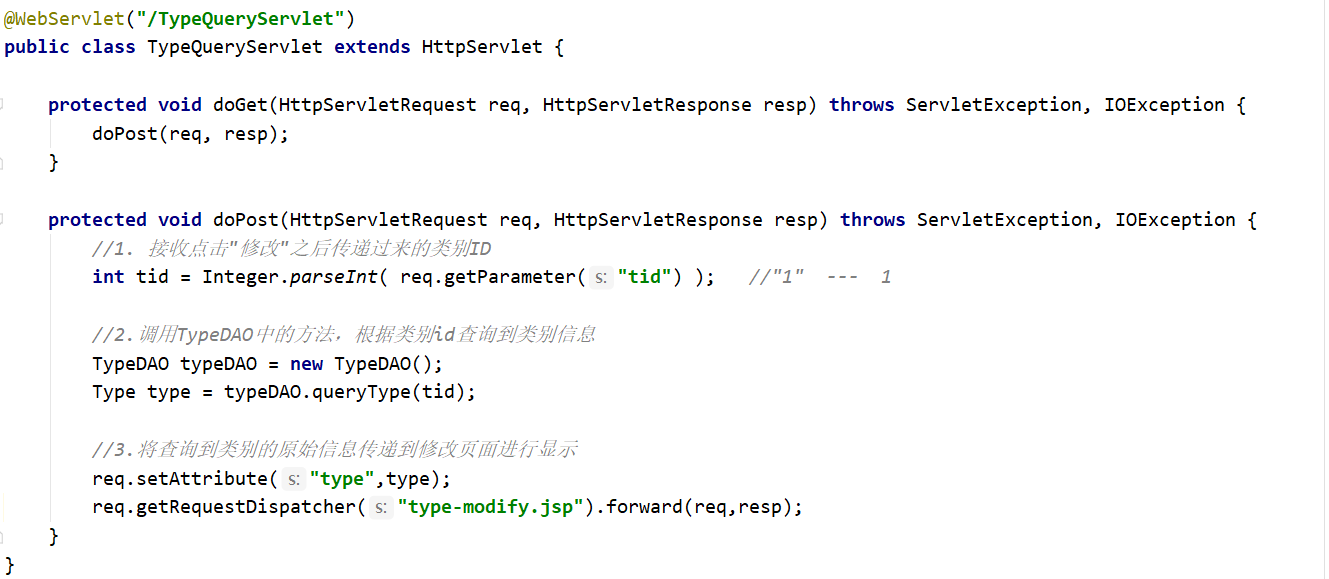 @WebServlet("/TypeQueryServlet")
public class TypeQueryServlet extends HttpServlet {
protected void doGet(HttpServletRequest req, HttpServletResponse resp) throws ServletException, IOException {
doPost(req, resp);
}
protected void doPost(HttpServletRequest req, HttpServletResponse resp) throws ServletException, IOException {
//1. 接收点击"修改"之后传递过来的类别ID
int tid = Integer.parseInt( req.getParameter( s: "tid") ); //"1" --- 1
//2.调用TypeDAO中的方法，根据类别id查询到类别信息
TypeDAO typeDAO = new TypeDAO();
Type type = typeDAO.queryType(tid);
//3.将查询到类别的原始信息传递到修改页面进行显示
req.setAttribute( s: "type",type);
req.getRequestDispatcher( s: "type-modify.jsp").forward(req,resp);
}
}